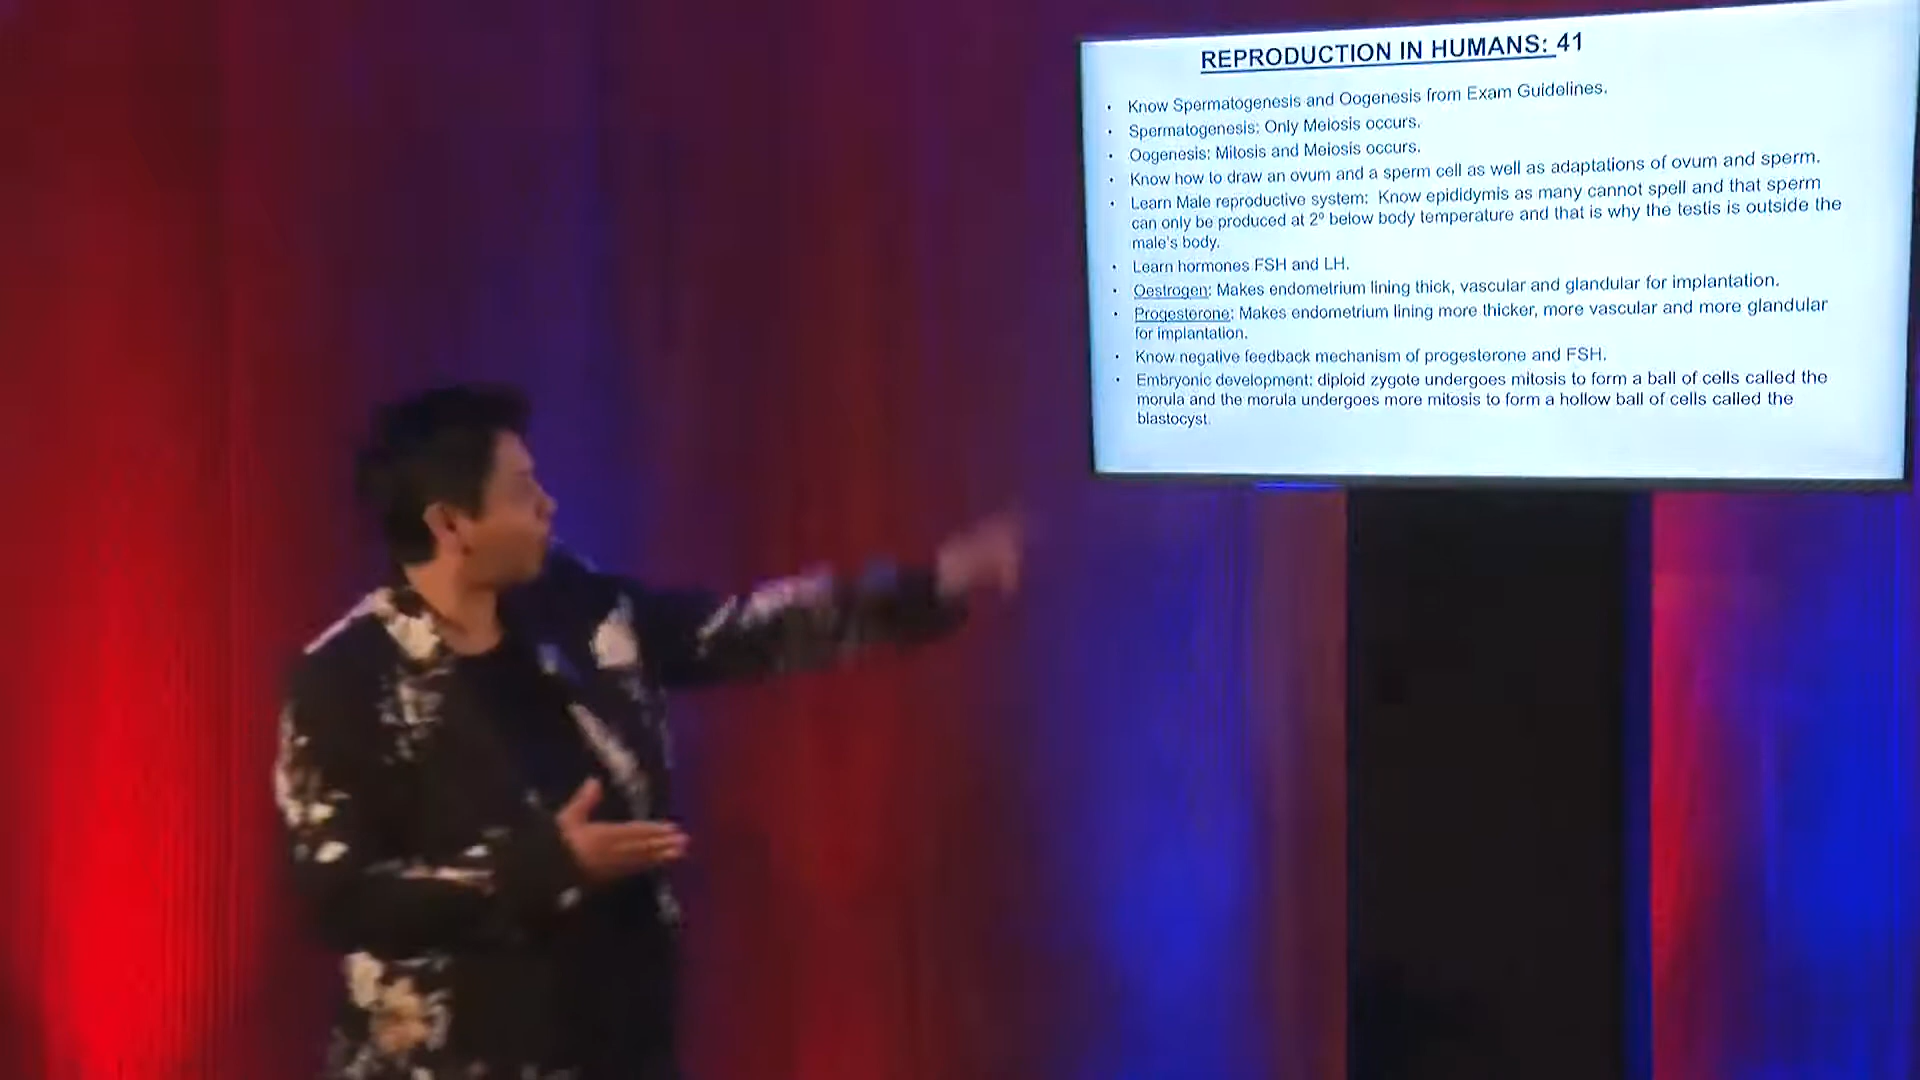 REPRODUCTION IN HUMANS: 41
• Know Spermatogenesis and Oogenesis from Exam Guidelines.
• Spermatogenesis: Only Meiosis occurs.
• Oogenesis: Mitosis and Meiosis occurs.
• Know how to draw an ovum and a sperm cell as well as adaptations of ovum and sperm.
• Learn Male reproductive system: Know epididymis as many cannot spell and that sperm
can only be produced at 2º below body temperature and that is why the testis is outside the
male's body.
• Learn hormones FSH and LH.
• Oestrogen: Makes endometrium lining thick, vascular and glandular for implantation.
• Progesterone: Makes endometrium lining more thicker, more vascular and more glandular
for implantation.
• Know negative feedback mechanism of progesterone and FSH.
• Embryonic development: diploid zygote undergoes mitosis to form a ball of cells called the
morula and the morula undergoes more mitosis to form a hollow ball of cells called the
blastocyst.